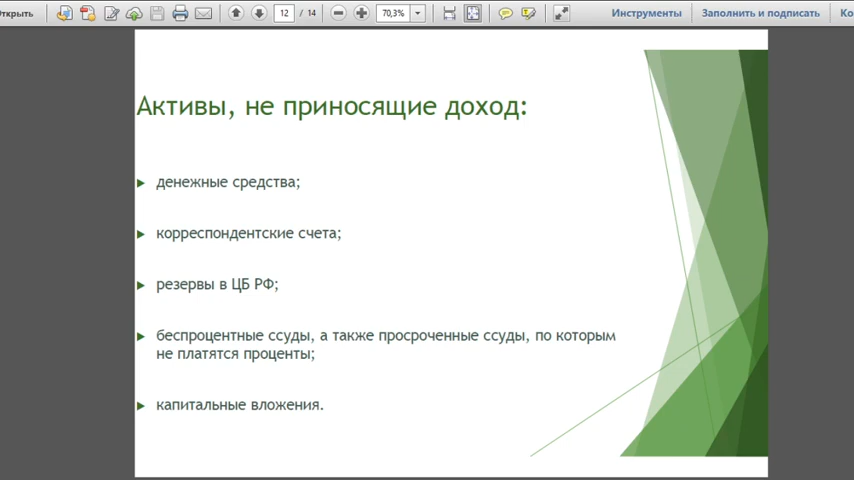 Открыть
12 / 14
70,3%
Инструменты
Заполнить и подписать
Ко
Активы, не приносящие доход:
денежные средства;
корреспондентские счета;
резервы в ЦБ РФ;
беспроцентные ссуды, а также просроченные ссуды, по которым
не платятся проценты;
капитальные вложения.